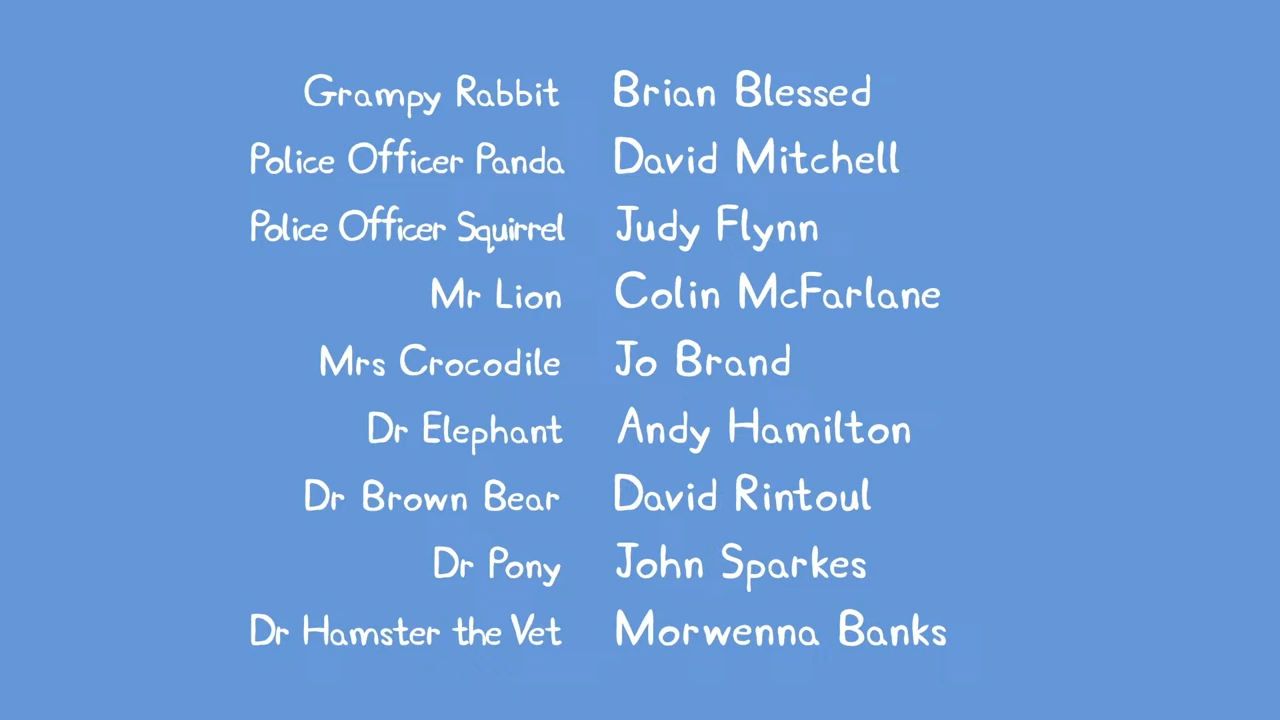 Grampy Rabbit Brian Blessed
Police Officer Panda David Mitchell
Police Officer Squirrel Judy Flynn
Mr Lion Colin McFarlane
Mrs Crocodile Jo Brand
Dr Elephant Andy Hamilton
Dr Brown Bear David Rintoul
Dr Pony John Sparkes
Dr Hamster the Vet Morwenna Banks